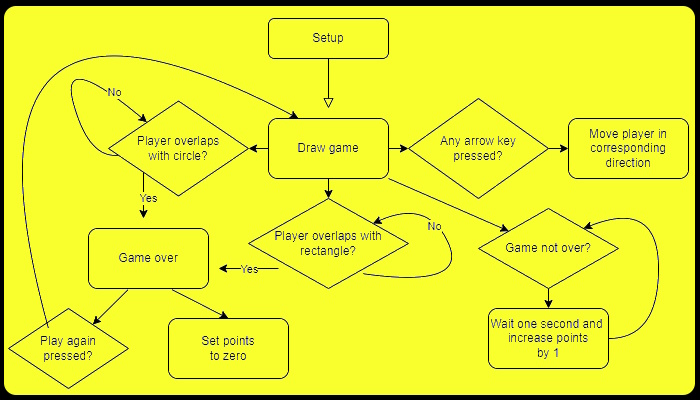 Setup
No
Player overlaps
with circle?
Draw game
Any arrow key
pressed?
Move player in
corresponding
direction
Yes
Game over
Player overlaps with
rectangle?
No
Game not over?
Yes
Play again
pressed?
Set points
to zero
Wait one second and
increase points
by 1